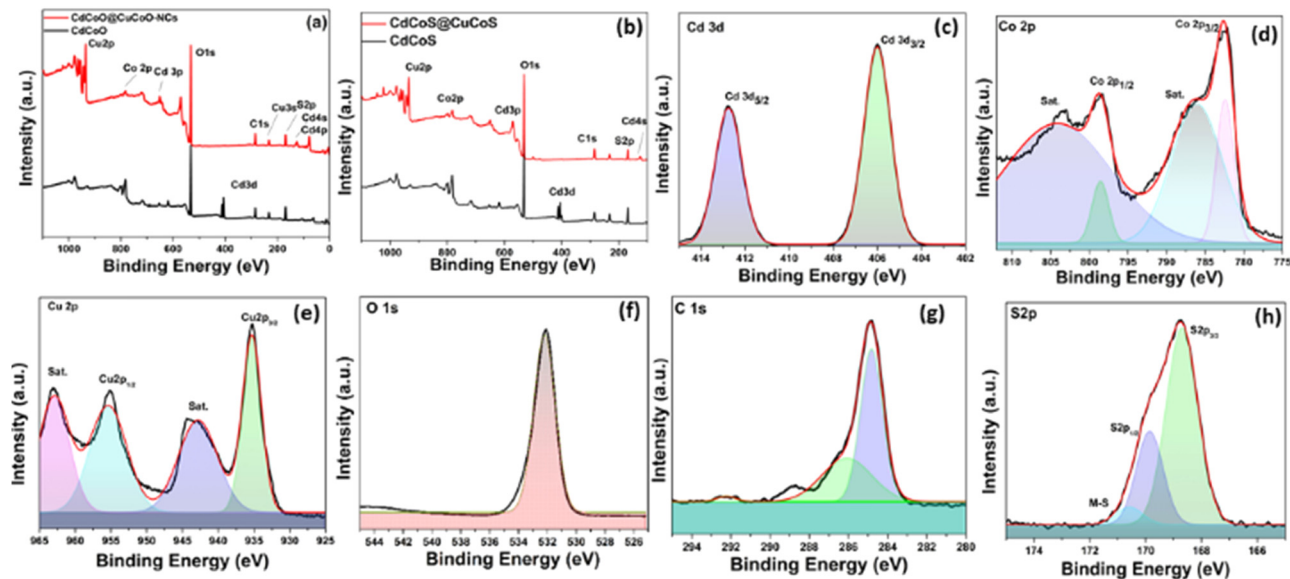 (a)
CdCoO@CuCoO-NCs
CdCoO
Cu2p
Co 2p
Cd 3p
O1s
Cu3s
S2p
C1s
Cd4s
Cd4p
Cd3d
Intensity (a.u.)
1000 800 600 400 200 0
Binding Energy (eV)
(b)
CdCoS@CuCoS
CdCoS
Cu2p
Co2p
Cd3p
O1s
C1s
S2p
Cd4s
Cd3d
Intensity (a.u.)
1000 800 600 400 200
Binding Energy (eV)
Cd 3d
(c)
Cd 3d3/2
Cd 3d5/2
Intensity (a.u.)
414 412 410 408 406 404 402
Binding Energy (eV)
Co 2p
Co 2p3/2
(d)
Co 2p1/2
Sat.
Sat.
Intensity (a.u.)
810 805 800 795 790 785 780 775
Binding Energy (eV)
Cu 2p
(e)
Cu2p3/2
Sat.
Cu2p1/2
Sat.
Intensity (a.u.)
965 960 955 950 945 940 935 930 925
Binding Energy (eV)
O 1s
(f)
Intensity (a.u.)
544 542 540 538 536 534 532 530 528 526
Binding Energy (eV)
C 1s
(g)
Intensity (a.u.)
294 292 290 288 286 284 282 280
Binding Energy (eV)
S2p
(h)
S2p3/2
S2p1/2
M-S
Intensity (a.u.)
174 172 170 168 166
Binding Energy (eV)